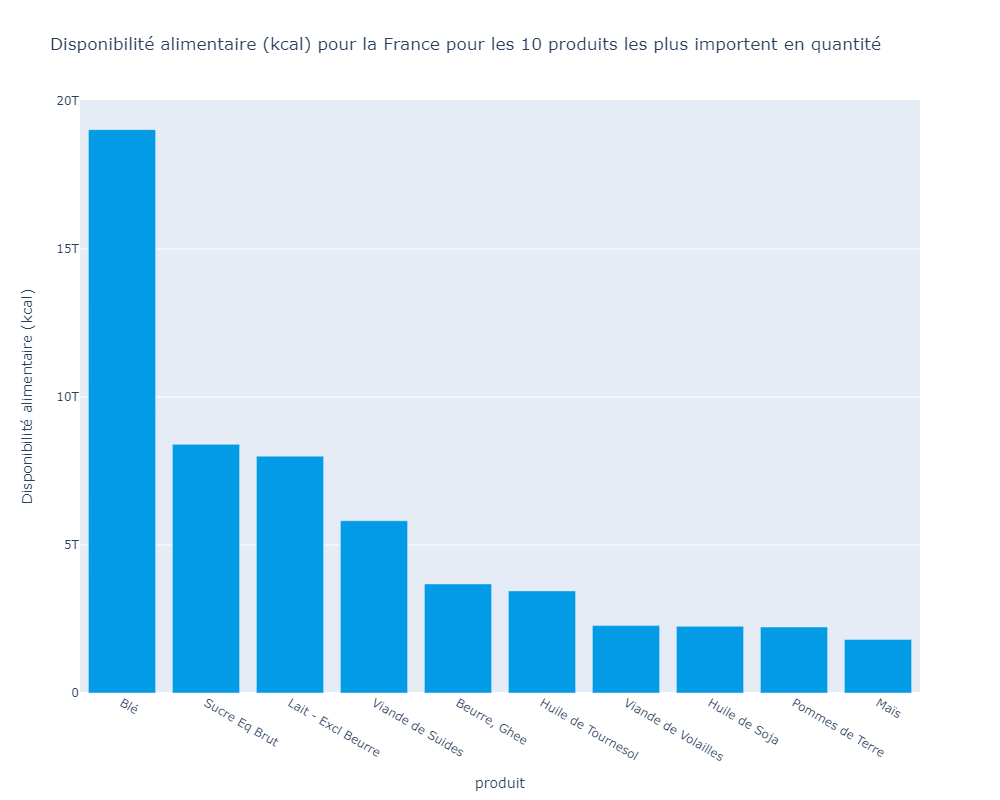 Disponibilité alimentaire (kcal) pour la France pour les 10 produits les plus importent en quantité
20T
15T
10T
5T
0
Disponibilité alimentaire (kcal)
Blé
Sucre Eq Brut
Lait - Excl Beurre
Viande de Suides
Beurre, Ghee
Huile de Tournesol
Viande de Volailles
Huile de Soja
Pommes de Terre
Maïs
produit